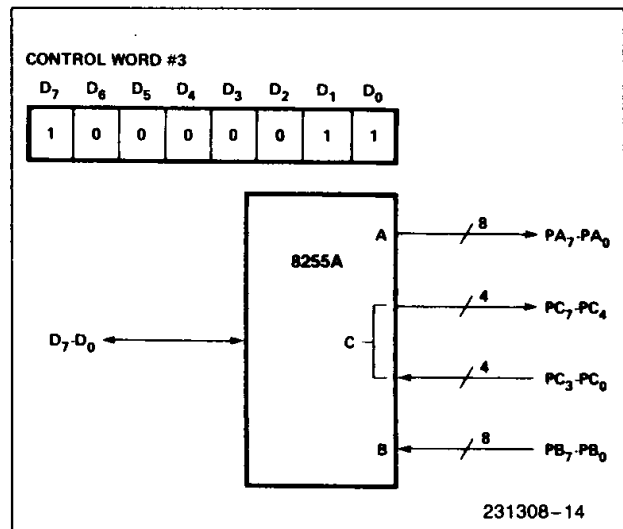 CONTROL WORD #3
D7 D6 D5 D4 D3 D2 D1 D0
1 0 0 0 0 0 1 1
8255A
A
8
PA7-PA0
4
PC7-PC4
D7-D0
C
4
PC3-PC0
B
8
PB7-PB0
231308-14